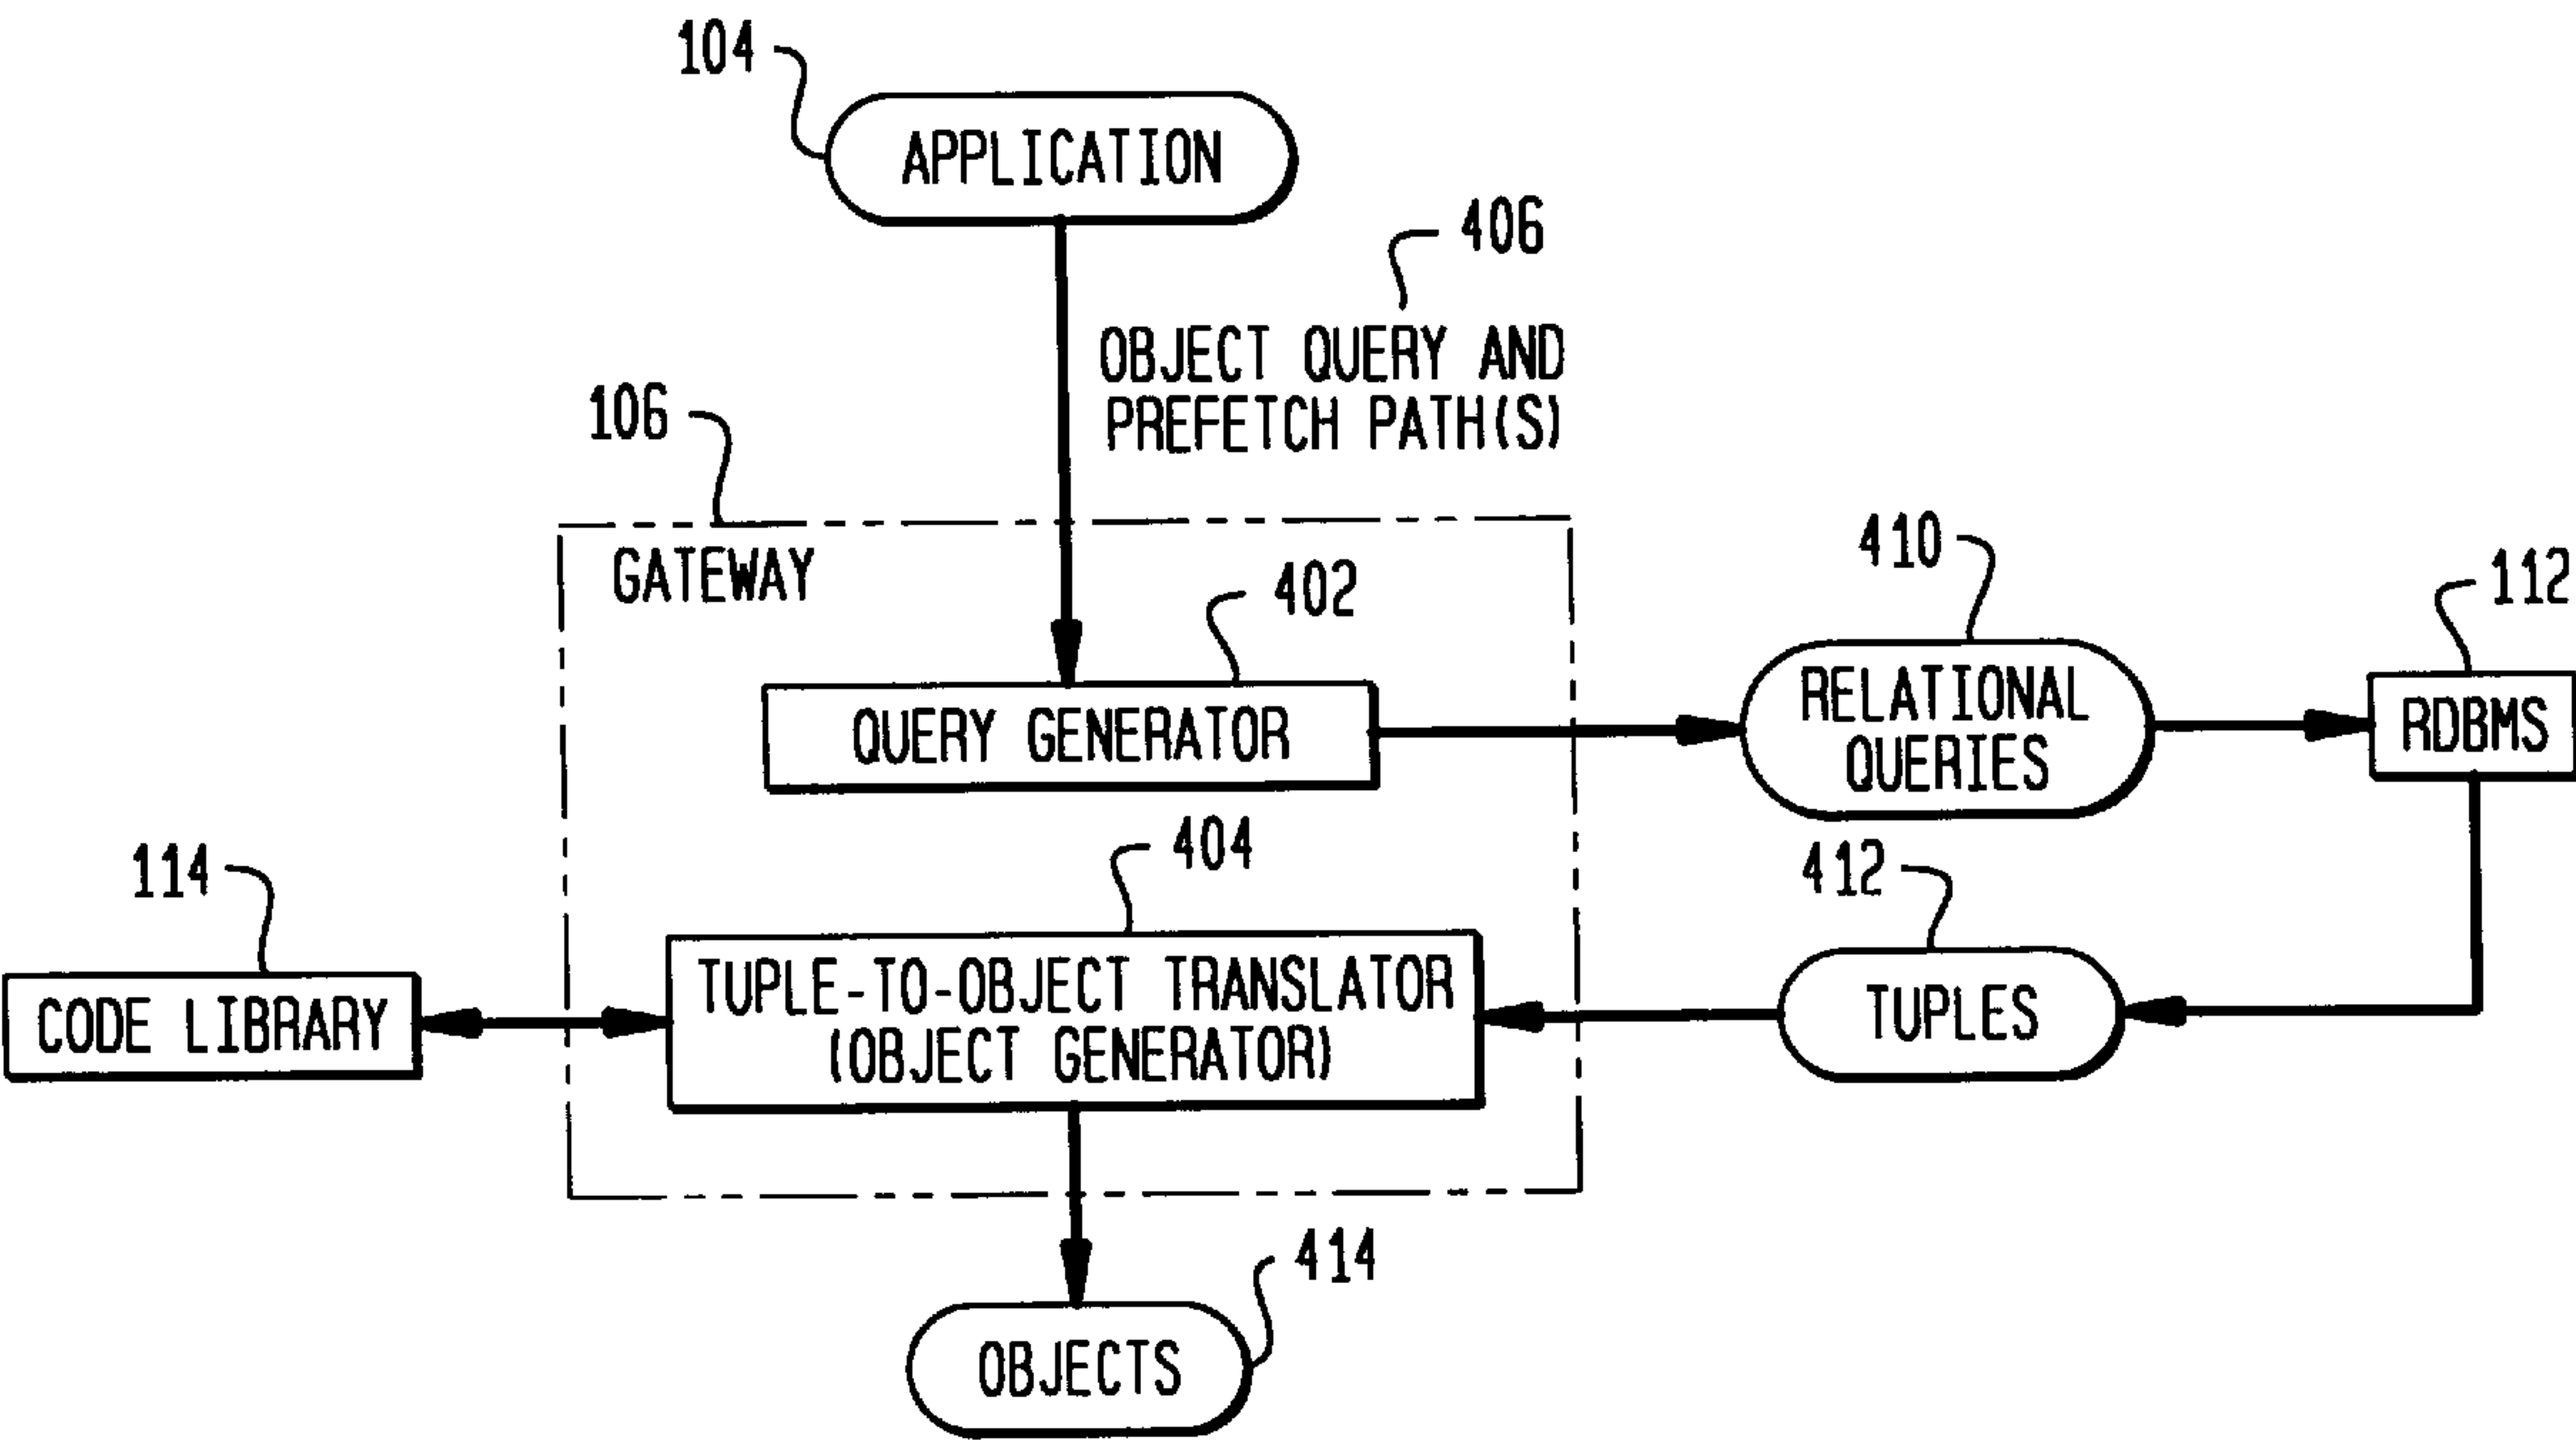 104
APPLICATION
406
OBJECT QUERY AND
PREFETCH PATH(S)
106
GATEWAY
402
QUERY GENERATOR
410
RELATIONAL
QUERIES
112
RDBMS
404
TUPLE-TO-OBJECT TRANSLATOR
(OBJECT GENERATOR)
412
TUPLES
114
CODE LIBRARY
414
OBJECTS